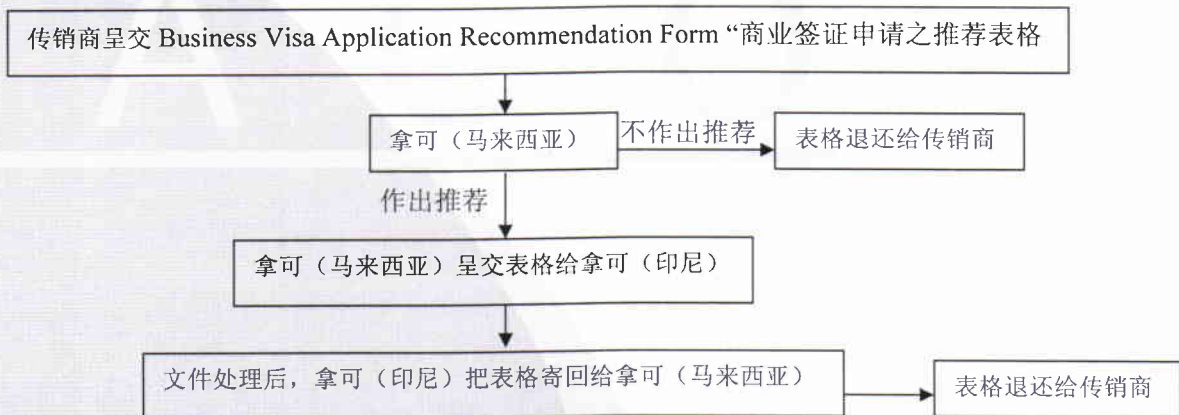 传销商呈交 Business Visa Application Recommendation Form “商业签证申请之推荐表格
拿可（马来西亚）
不作出推荐
表格退还给传销商
作出推荐
拿可（马来西亚）呈交表格给拿可（印尼）
文件处理后，拿可（印尼）把表格寄回给拿可（马来西亚）
表格退还给传销商